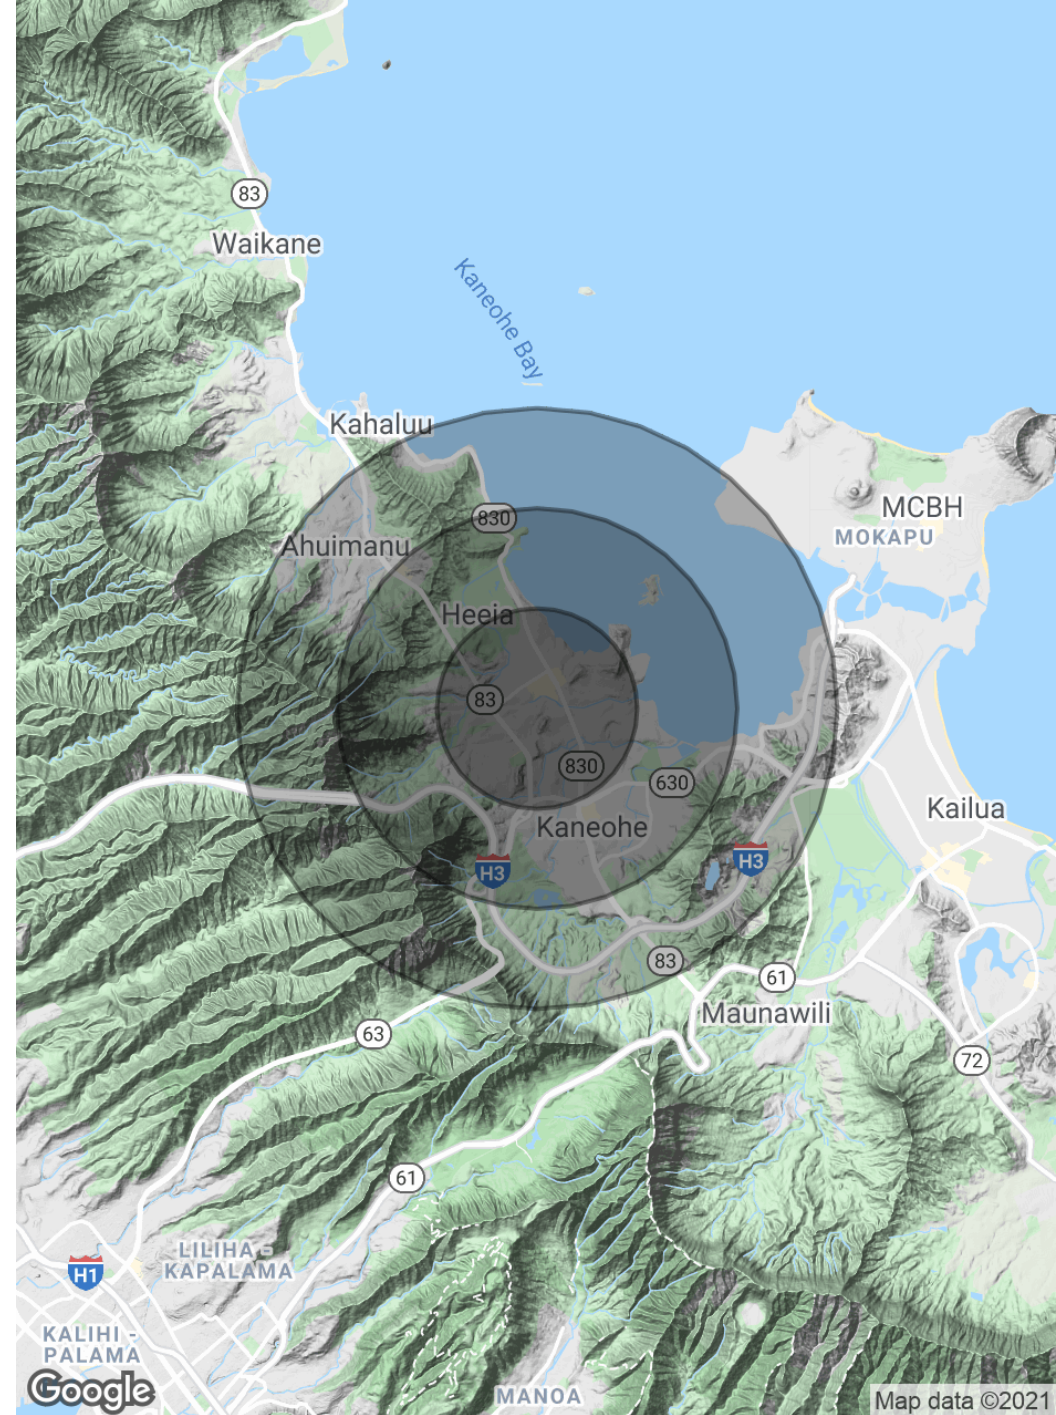 83
Waikane
Kaneohe Bay
Kahaluu
830
MCBH
MOKAPU
Ahuimanu
Heeia
83
830
630
Kailua
Kaneohe
H3
H3
83
61
Maunawili
63
72
61
LILIHA -
KAPALAMA
H1
KALIHI -
PALAMA
MANOA
Google
Map data ©2021